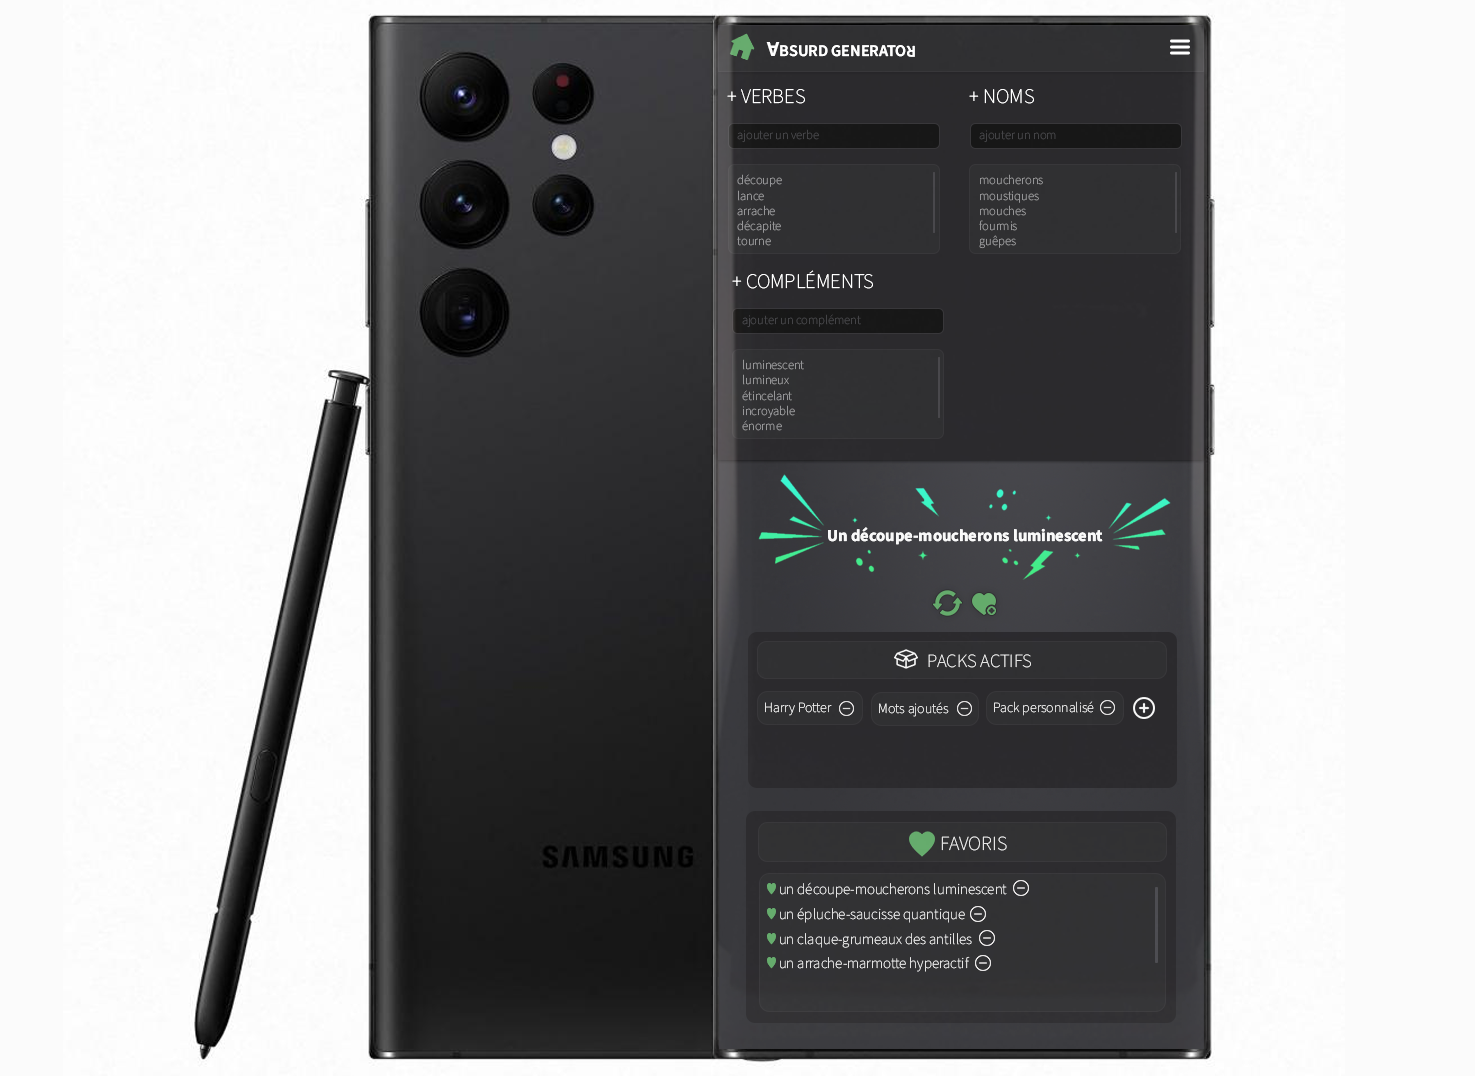 ⱯBSURD GENERATOЯ
+ VERBES
+ NOMS
ajouter un verbe
ajouter un nom
découpe
lance
arrache
décapite
tourne
moucherons
moustiques
mouches
fourmis
guêpes
+ COMPLÉMENTS
ajouter un complément
luminescent
lumineux
étincelant
incroyable
énorme
Un découpe-moucherons luminescent
PACKS ACTIFS
Harry Potter
Mots ajoutés
Pack personnalisé
SAMSUNG
FAVORIS
un découpe-moucherons luminescent
un épluche-saucisse quantique
un claque-grumeaux des antilles
un arrache-marmotte hyperactif